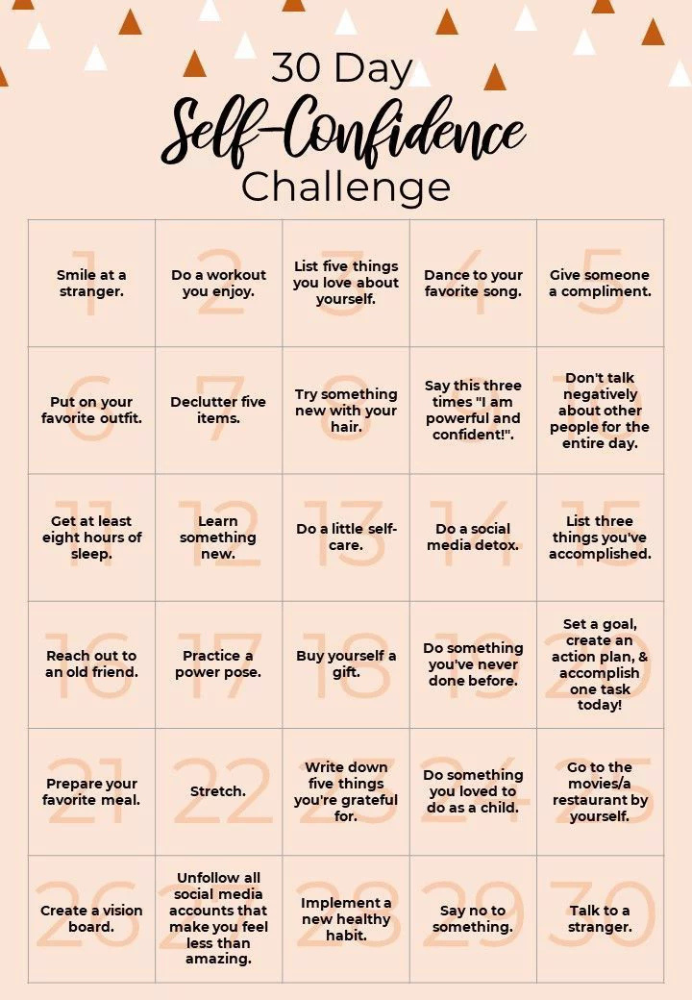 30 Day
Self-Confidence
Challenge
1
Smile at a
stranger.
2
Do a workout
you enjoy.
3
List five things
you love about
yourself.
4
Dance to your
favorite song.
5
Give someone
a compliment.
6
Put on your
favorite outfit.
7
Declutter five
items.
8
Try something
new with your
hair.
9
Say this three
times "I am
powerful and
confident!".
10
Don't talk
negatively
about other
people for the
entire day.
11
Get at least
eight hours of
sleep.
12
Learn
something
new.
13
Do a little self-
care.
14
Do a social
media detox.
15
List three
things you've
accomplished.
16
Reach out to
an old friend.
17
Practice a
power pose.
18
Buy yourself a
gift.
19
Do something
you've never
done before.
20
Set a goal,
create an
action plan, &
accomplish
one task
today!
21
Prepare your
favorite meal.
22
Stretch.
23
Write down
five things
you're grateful
for.
24
Do something
you loved to
do as a child.
25
Go to the
movies/a
restaurant by
yourself.
26
Create a vision
board.
27
Unfollow all
social media
accounts that
make you feel
less than
amazing.
28
Implement a
new healthy
habit.
29
Say no to
something.
30
Talk to a
stranger.